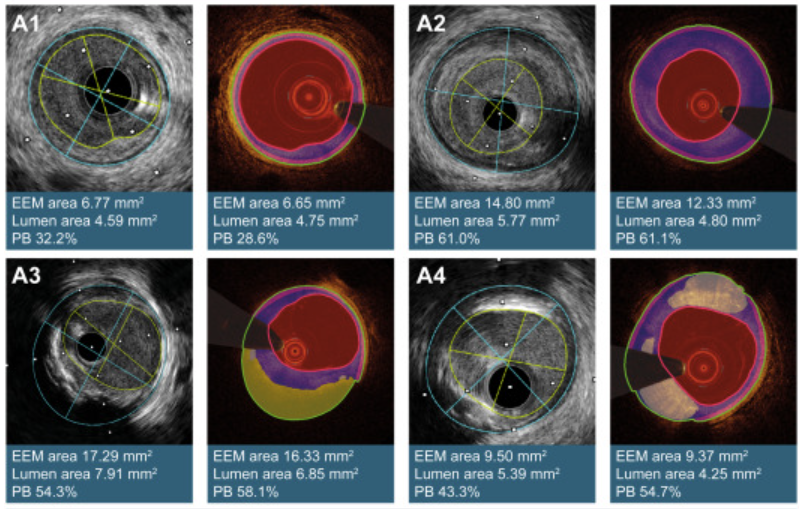 A1
A2
EEM area 6.77 mm²
Lumen area 4.59 mm²
PB 32.2%
EEM area 6.65 mm²
Lumen area 4.75 mm²
PB 28.6%
EEM area 14.80 mm²
Lumen area 5.77 mm²
PB 61.0%
EEM area 12.33 mm²
Lumen area 4.80 mm²
PB 61.1%
A3
A4
EEM area 17.29 mm²
Lumen area 7.91 mm²
PB 54.3%
EEM area 16.33 mm²
Lumen area 6.85 mm²
PB 58.1%
EEM area 9.50 mm²
Lumen area 5.39 mm²
PB 43.3%
EEM area 9.37 mm²
Lumen area 4.25 mm²
PB 54.7%